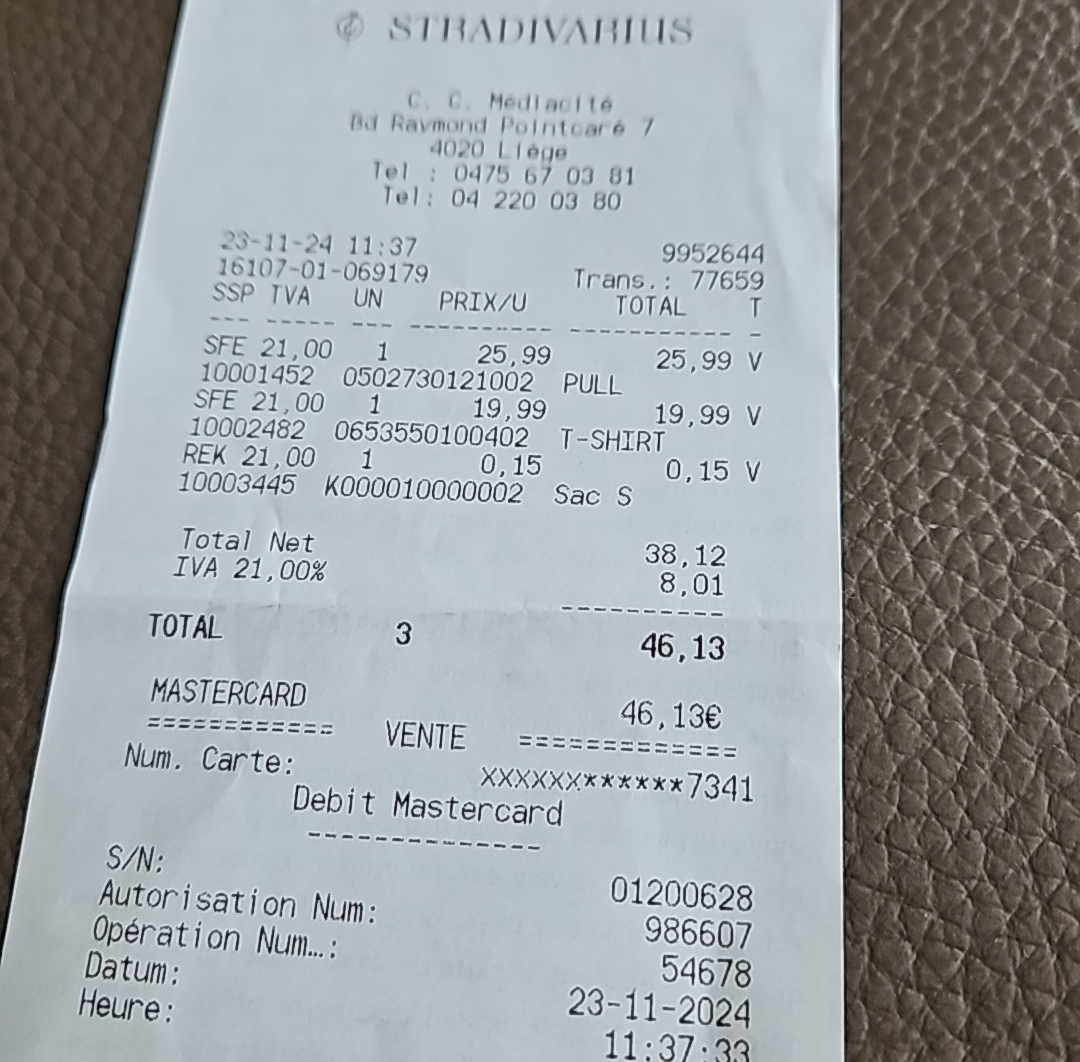 STRADIVARIUS
C. C. Médiacité
Bd Raymond Pointcaré 7
4020 Liège
Tel : 0475 67 03 81
Tel: 04 220 03 80
23-11-24 11:37 9952644
16107-01-069179 Trans.: 77659
SSP TVA UN PRIX/U TOTAL T
--- ----- --- ---------- ----------- -
SFE 21,00 1 25,99 25,99 V
10001452 0502730121002 PULL
SFE 21,00 1 19,99 19,99 V
10002482 0653550100402 T-SHIRT
REK 21,00 1 0,15 0,15 V
10003445 K000010000002 Sac S
Total Net 38,12
IVA 21,00% 8,01
-----------
TOTAL 3 46,13
MASTERCARD 46,13€
============ VENTE =============
Num. Carte: XXXXXX******7341
Debit Mastercard
--------------
S/N: 01200628
Autorisation Num: 986607
Opération Num…: 54678
Datum: 23-11-2024
Heure: 11:37:33